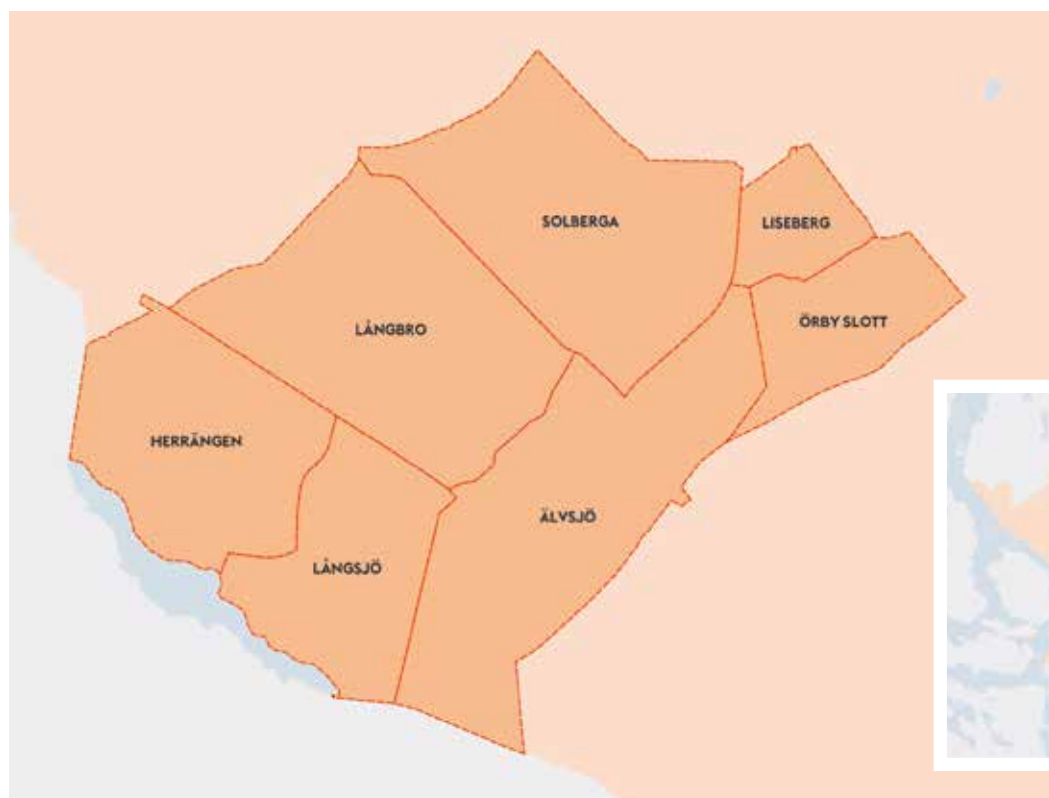 SOLBERGA
LISEBERG
ÖRBY SLOTT
LÅNGBRO
HERRÄNGEN
ÄLVSJÖ
LÅNGSJÖ